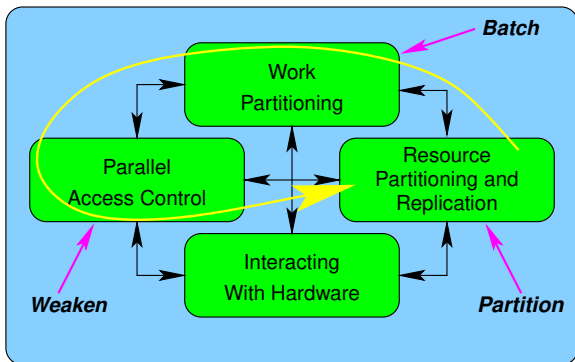 Batch
Work
Partitioning
Parallel
Access Control
Resource
Partitioning and
Replication
Interacting
With Hardware
Weaken
Partition